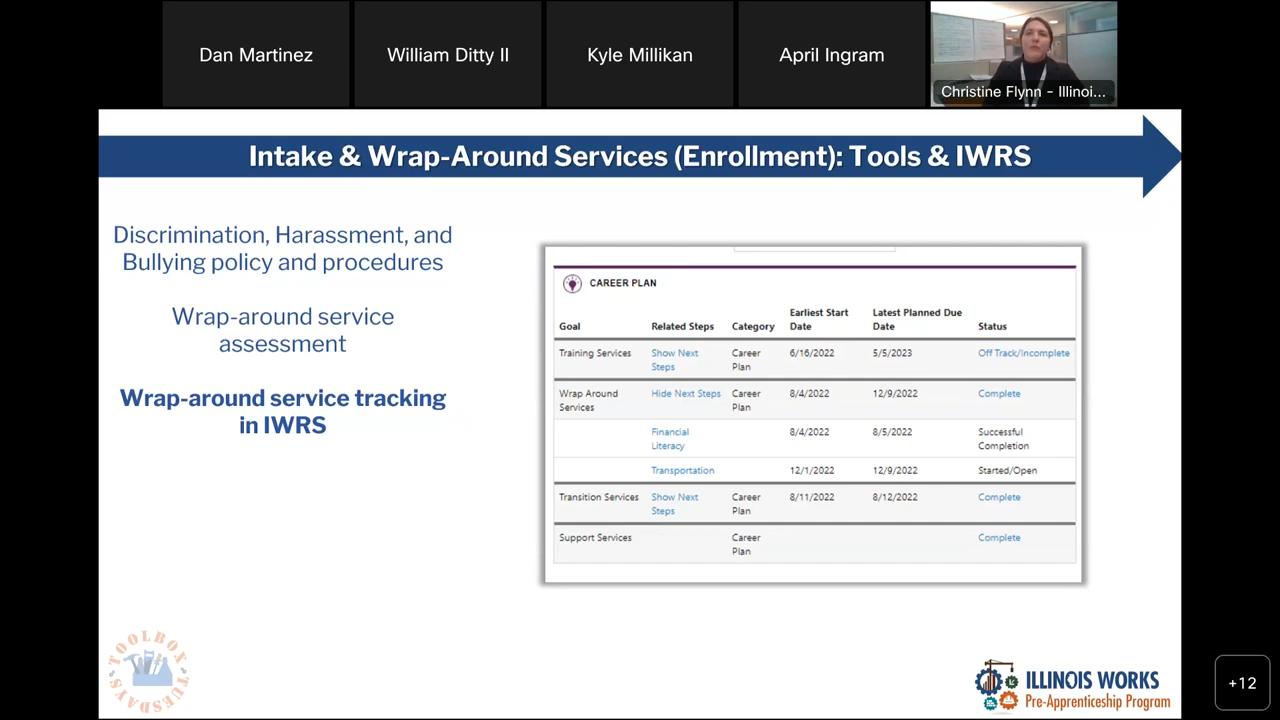 Dan Martinez
William Ditty II
Kyle Millikan
April Ingram
Christine Flynn - Illinoi...
Intake & Wrap-Around Services (Enrollment): Tools & IWRS
Discrimination, Harassment, and
Bullying policy and procedures
Wrap-around service
assessment
Wrap-around service tracking
in IWRS
CAREER PLAN
Goal Related Steps Category Earliest Start Date Latest Planned Due Date Status
Training Services Show Next Steps Career Plan 6/16/2022 5/5/2023 Off Track/Incomplete
Wrap Around Services Hide Next Steps Career Plan 8/4/2022 12/9/2022 Complete
Financial Literacy 8/4/2022 8/5/2022 Successful Completion
Transportation 12/1/2022 12/9/2022 Started/Open
Transition Services Show Next Steps Career Plan 8/11/2022 8/12/2022 Complete
Support Services Career Plan Complete
TOOLBOX
TUESDAYS
ILLINOIS WORKS
Pre-Apprenticeship Program
+12